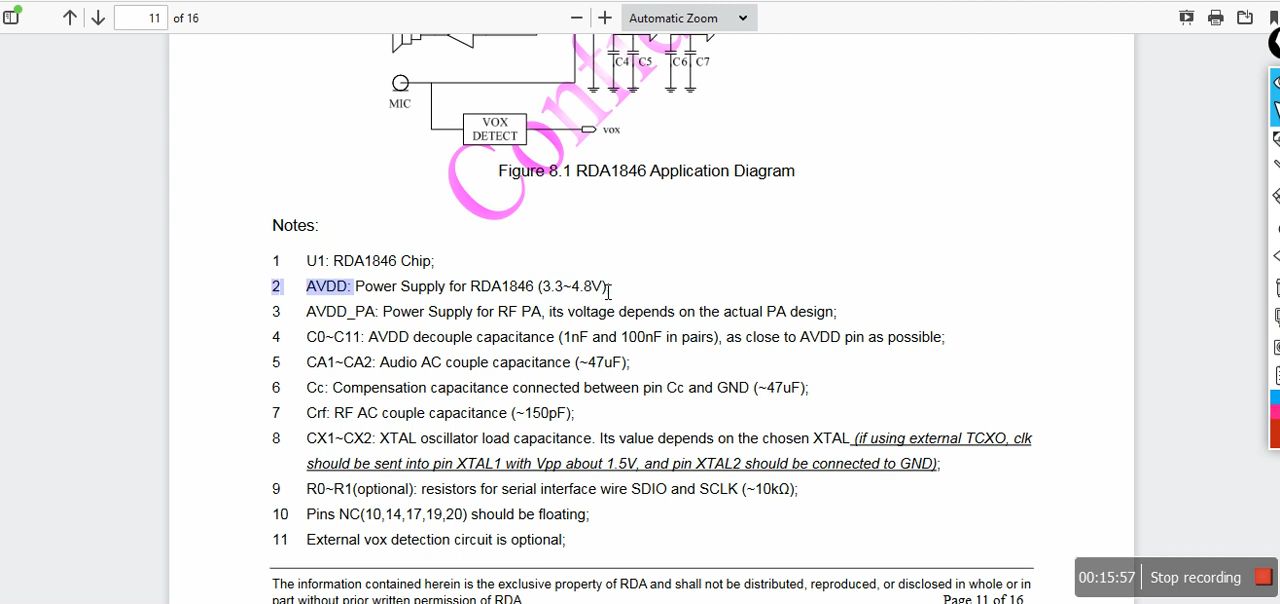 11 of 16
Automatic Zoom
C4 C5 C6 C7
MIC
VOX
DETECT
vox
Figure 8.1 RDA1846 Application Diagram
Notes:
1 U1: RDA1846 Chip;
2 AVDD: Power Supply for RDA1846 (3.3~4.8V);
3 AVDD_PA: Power Supply for RF PA, its voltage depends on the actual PA design;
4 C0~C11: AVDD decouple capacitance (1nF and 100nF in pairs), as close to AVDD pin as possible;
5 CA1~CA2: Audio AC couple capacitance (~47uF);
6 Cc: Compensation capacitance connected between pin Cc and GND (~47uF);
7 Crf: RF AC couple capacitance (~150pF);
8 CX1~CX2: XTAL oscillator load capacitance. Its value depends on the chosen XTAL (if using external TCXO, clk
should be sent into pin XTAL1 with Vpp about 1.5V, and pin XTAL2 should be connected to GND);
9 R0~R1(optional): resistors for serial interface wire SDIO and SCLK (~10kΩ);
10 Pins NC(10,14,17,19,20) should be floating;
11 External vox detection circuit is optional;
The information contained herein is the exclusive property of RDA and shall not be distributed, reproduced, or disclosed in whole or in
part without prior written permission of RDA.
Page 11 of 16
00:15:57 Stop recording